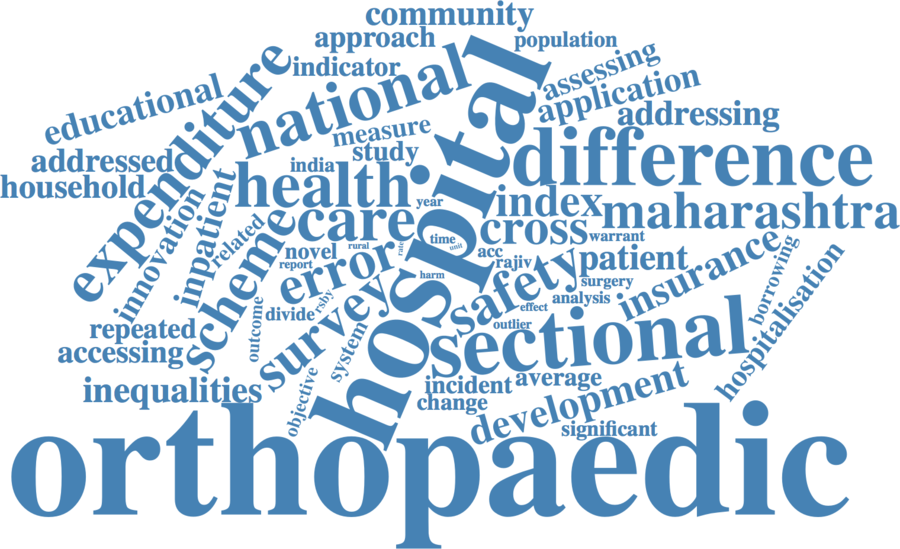 community
approach
population
indicator
national
hospital
assessing
application
educational
expenditure
measure
addressing
study
difference
addressed
india
household
health
year
index
maharashtra
innovation
inpatient
related
care
cross
warrant
scheme
novel
rural
rate
time
unit
acc
rajiv
patient
report
error
harm
safety
surgery
insurance
borrowing
hospitalisation
outcome
divide
rsby
survey
system
effect
analysis
outlier
repeated
accessing
sectional
inequalities
objective
incident
average
change
development
significant
orthopaedic